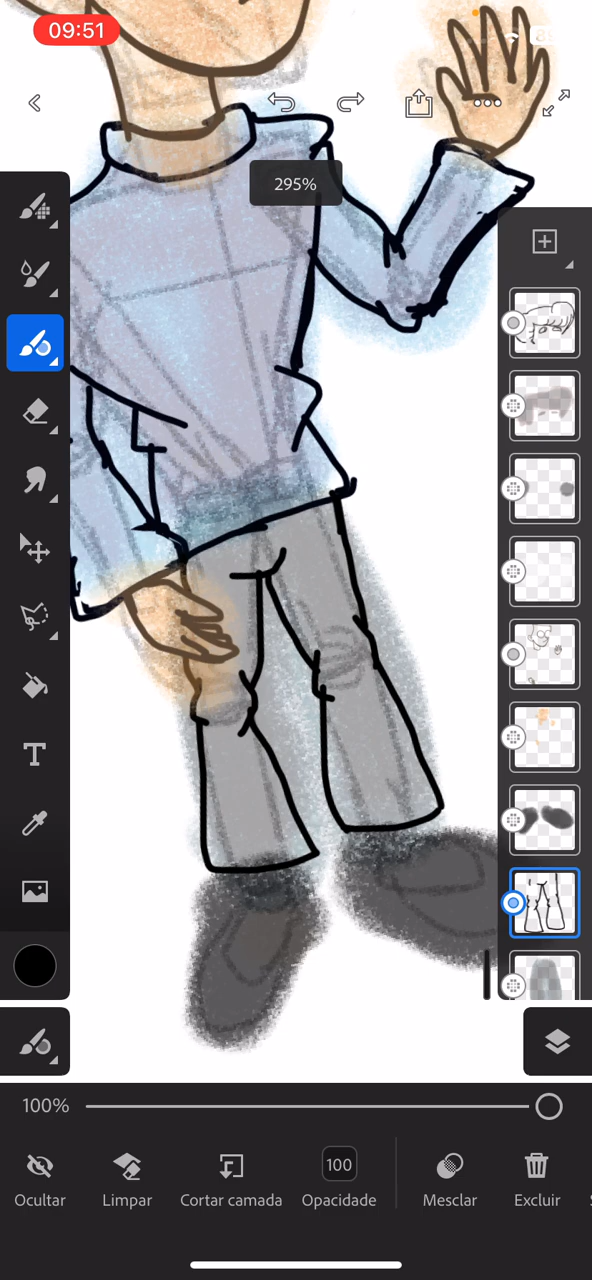 09:51
295%
T
100%
100
Ocultar
Limpar
Cortar camada
Opacidade
Mesclar
Excluir